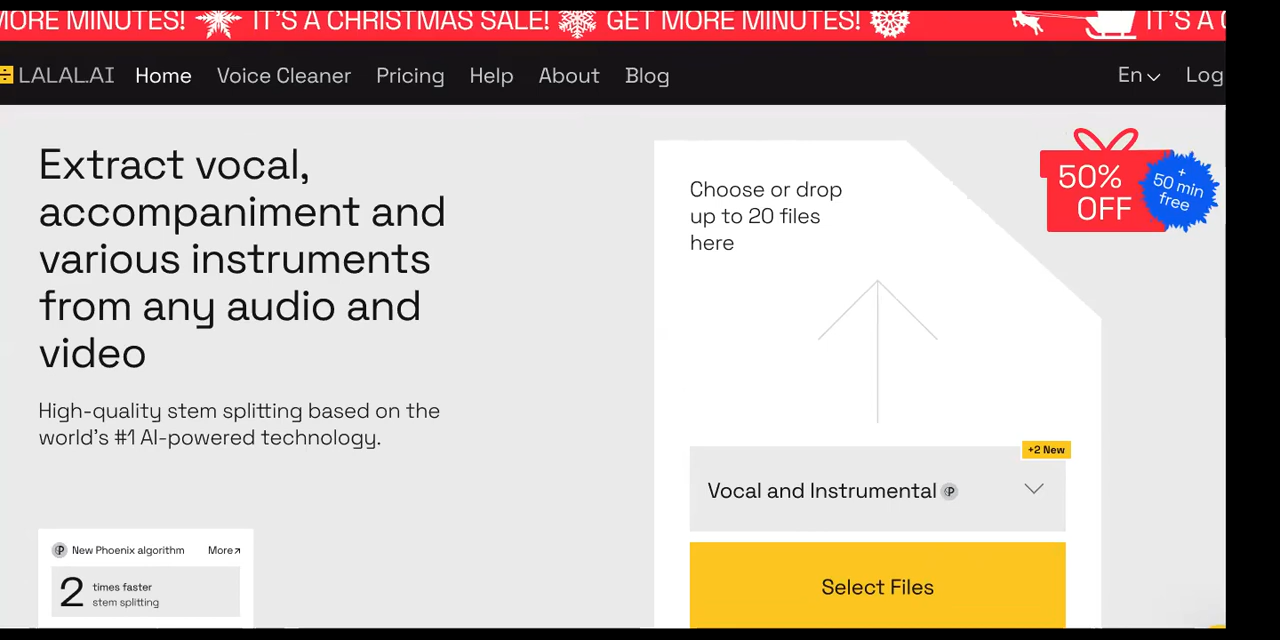 MORE MINUTES! IT'S A CHRISTMAS SALE! GET MORE MINUTES! IT'S A
LALAL.AI Home Voice Cleaner Pricing Help About Blog En Log
Extract vocal,
accompaniment and
various instruments
from any audio and
video
High-quality stem splitting based on the
world's #1 AI-powered technology.
New Phoenix algorithm More
2 times faster
stem splitting
Choose or drop
up to 20 files
here
+2 New
Vocal and Instrumental P
Select Files
50%
OFF
+
50 min
free